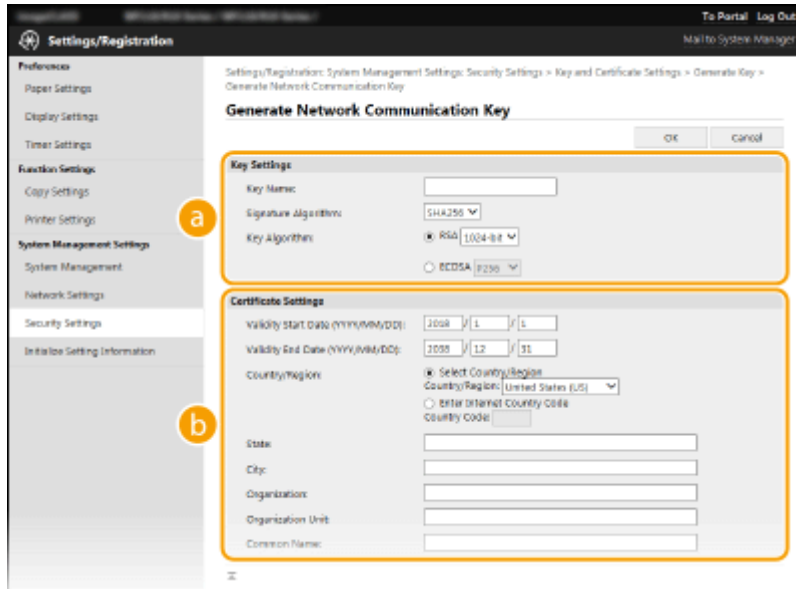 To Portal Log Out
Settings/Registration
Mail to System Manager
Preferences
Paper Settings
Display Settings
Timer Settings
Function Settings
Copy Settings
Printer Settings
System Management Settings
System Management
Network Settings
Security Settings
Initialize Setting Information
Settings/Registration: System Management Settings: Security Settings > Key and Certificate Settings > Generate Key >
Generate Network Communication Key
Generate Network Communication Key
OK Cancel
a
Key Settings
Key Name:
Signature Algorithm: SHA256
Key Algorithm: RSA 1024-bit
ECDSA P256
b
Certificate Settings
Validity Start Date (YYYY/MM/DD): 2018 / 1 / 1
Validity End Date (YYYY/MM/DD): 2038 / 12 / 31
Country/Region: Select Country/Region
Country/Region: United States (US)
Enter Internet Country Code
Country Code:
State:
City:
Organization:
Organization Unit:
Common Name: